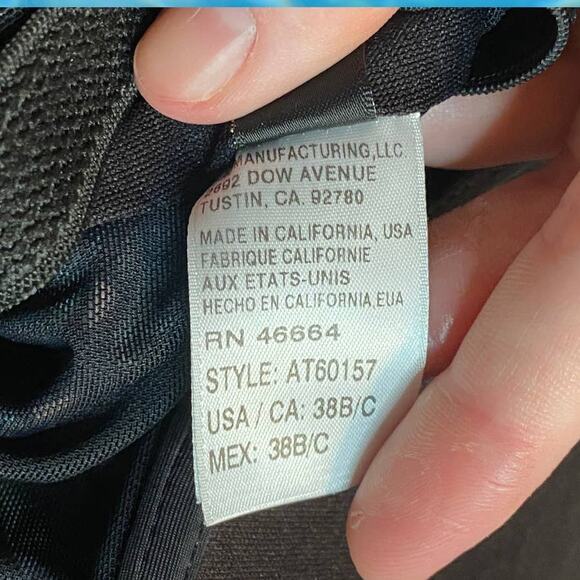 MANUFACTURING,LLC.
2692 DOW AVENUE
TUSTIN, CA. 92780
MADE IN CALIFORNIA, USA
FABRIQUE CALIFORNIE
AUX ETATS-UNIS
HECHO EN CALIFORNIA,EUA
RN 46664
STYLE: AT60157
USA / CA: 38B/C
MEX: 38B/C